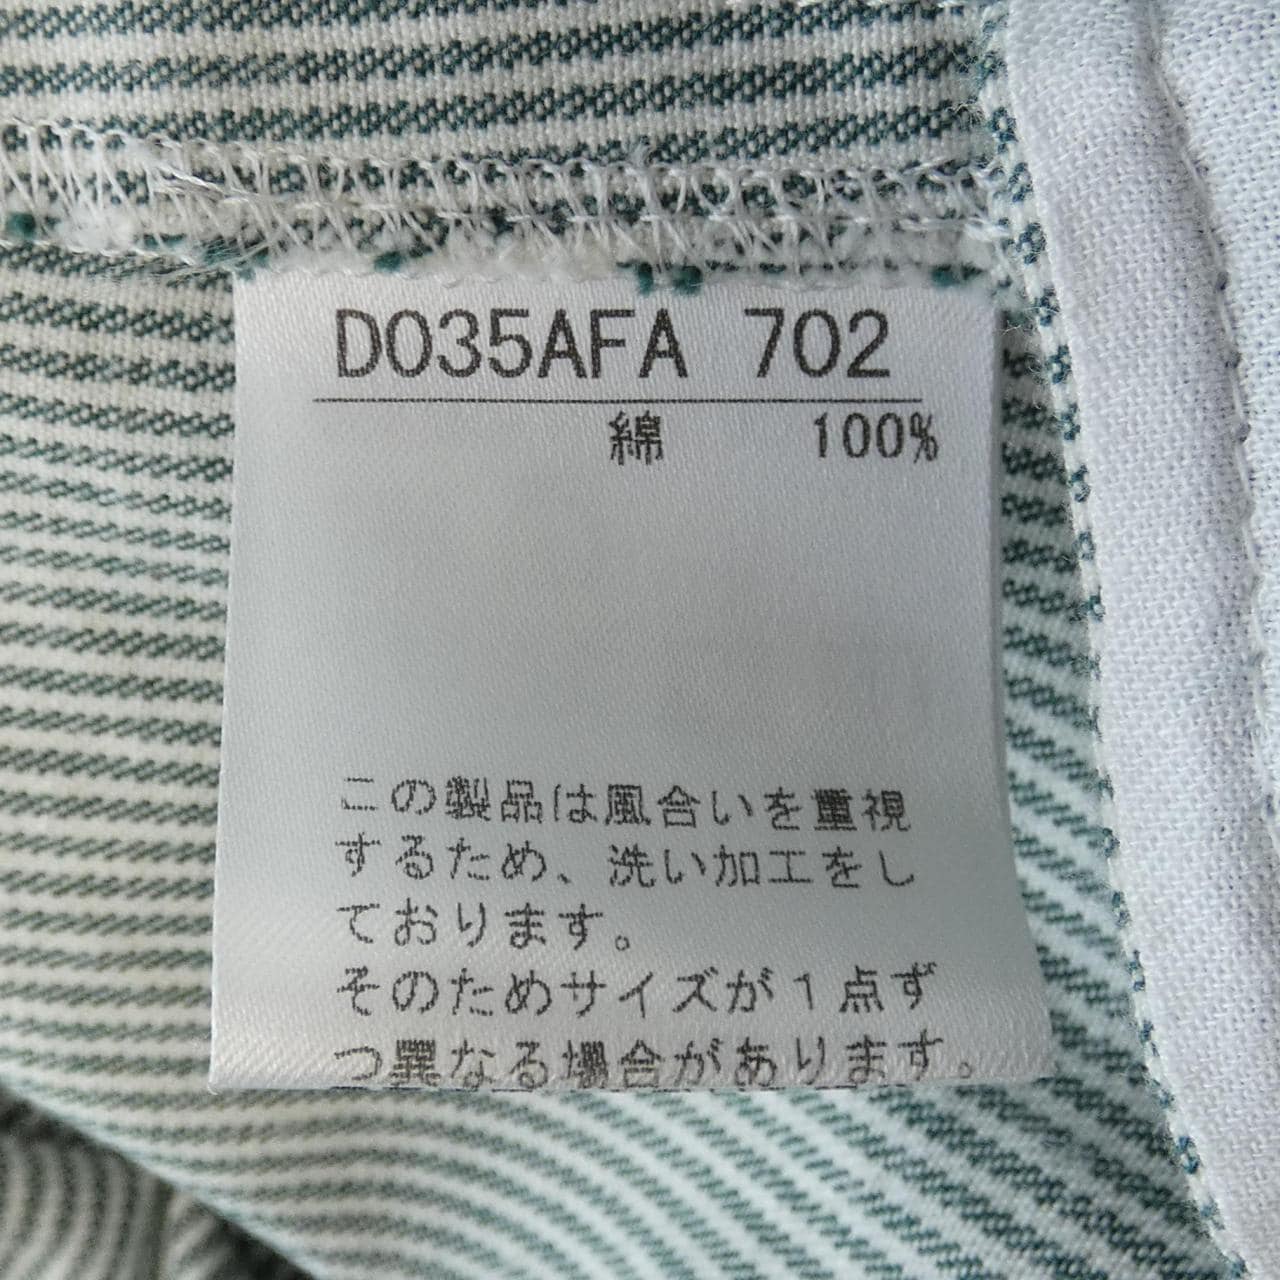 D035AFA 702
綿 100%
この製品は風合いを重視
するため、洗い加工をし
ております。
そのためサイズが1点ず
つ異なる場合があります。